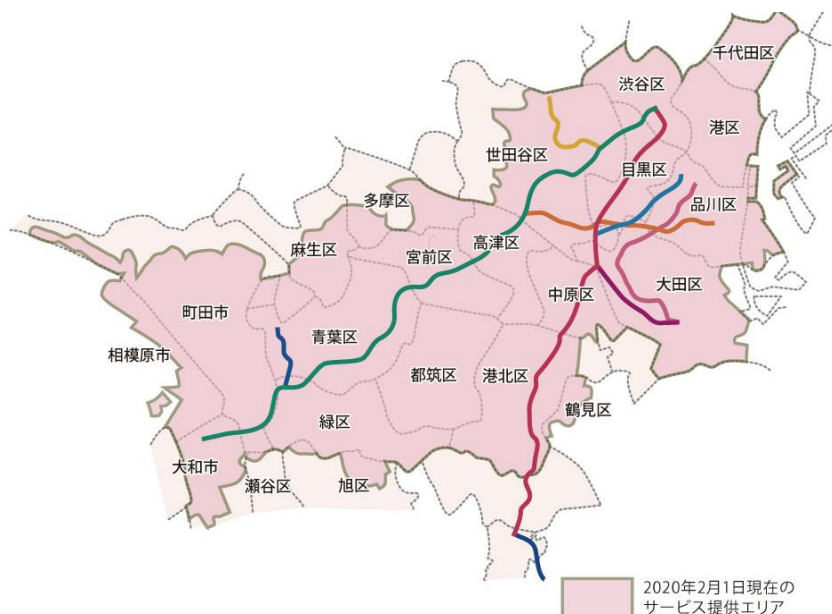 千代田区
渋谷区
港区
世田谷区
目黒区
多摩区
品川区
麻生区
高津区
宮前区
大田区
中原区
町田市
青葉区
相模原市
都筑区
港北区
鶴見区
緑区
大和市
瀬谷区
旭区
2020年2月1日現在の
サービス提供エリア